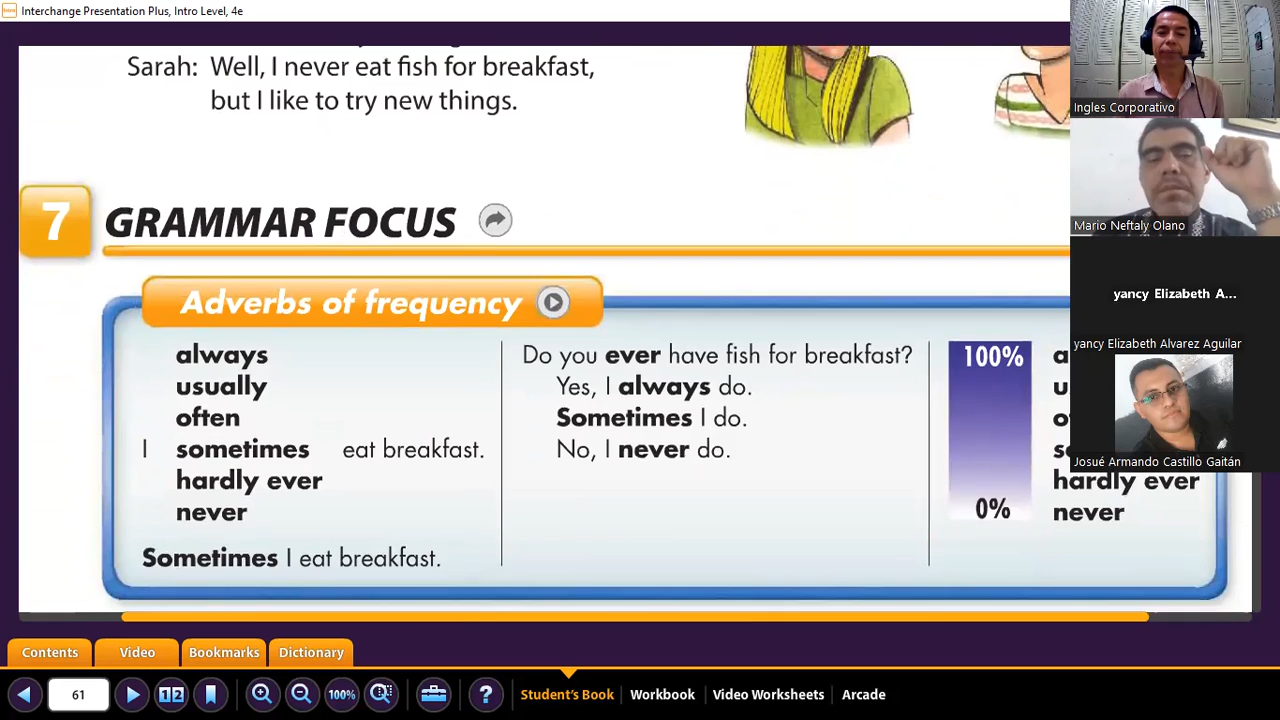 Interchange Presentation Plus, Intro Level, 4e
Sarah: Well, I never eat fish for breakfast,
but I like to try new things.
7 GRAMMAR FOCUS
Adverbs of frequency
always
usually
often
I sometimes eat breakfast.
hardly ever
never
Sometimes I eat breakfast.
Do you ever have fish for breakfast?
Yes, I always do.
Sometimes I do.
No, I never do.
100%
0%
hardly ever
never
Ingles Corporativo
Mario Neftaly Olano
yancy Elizabeth A...
yancy Elizabeth Alvarez Aguilar
Josué Armando Castillo Gaitán
Contents Video Bookmarks Dictionary
61 1 2 100% ? Student's Book Workbook Video Worksheets Arcade